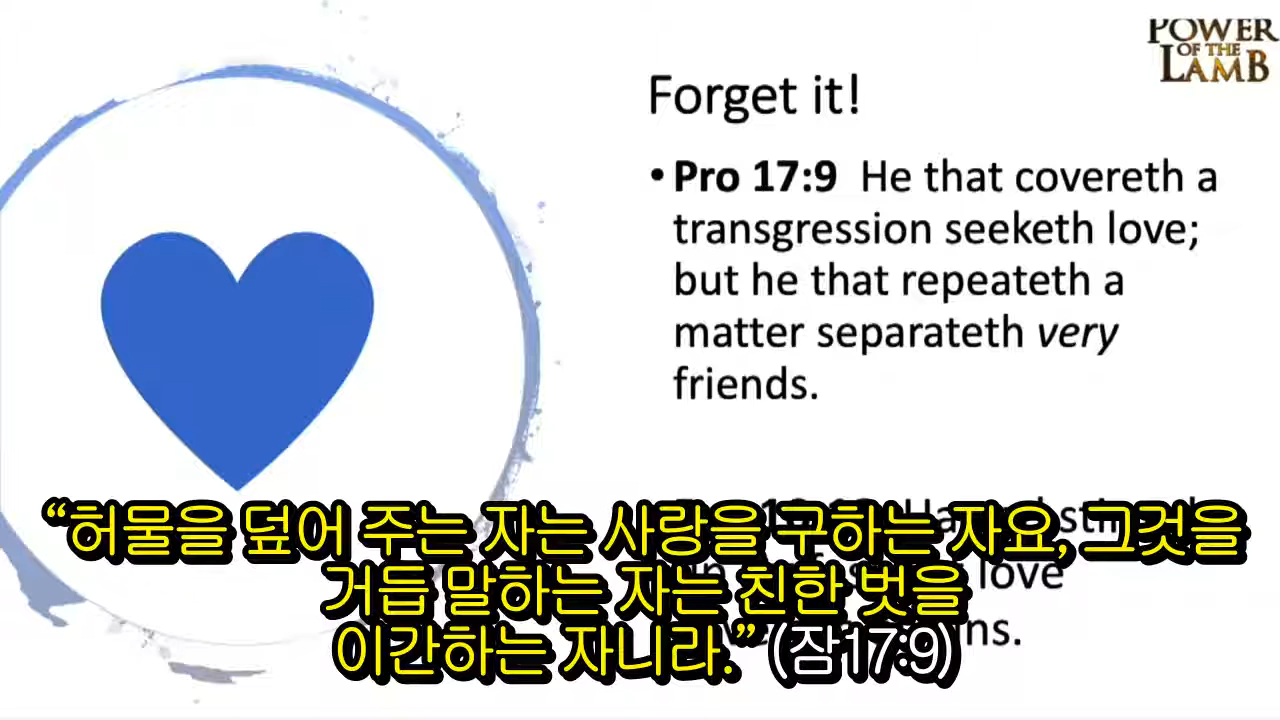 POWER
OF THE
LAMB
Forget it!
• Pro 17:9 He that covereth a
transgression seeketh love;
but he that repeateth a
matter separateth very
friends.
“허물을 덮어 주는 자는 사랑을 구하는 자요, 그것을
거듭 말하는 자는 친한 벗을
이간하는 자니라.” (잠17:9)
love